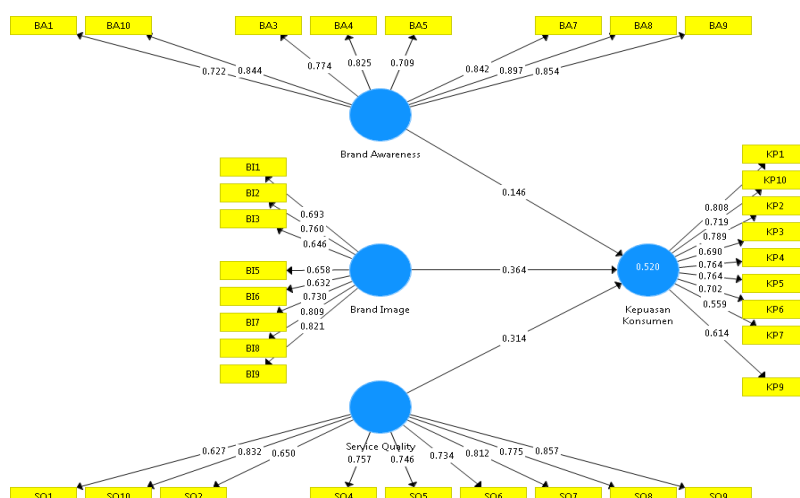 BA1
BA10
BA3
BA4
BA5
BA7
BA8
BA9
0.722
0.844
0.774
0.825
0.709
0.842
0.897
0.854
Brand Awareness
0.146
BI1
BI2
BI3
BI5
BI6
BI7
BI8
BI9
0.693
0.760
0.646
0.658
0.632
0.730
0.809
0.821
Brand Image
0.364
0.520
Kepuasan
Konsumen
KP1
KP10
KP2
KP3
KP4
KP5
KP6
KP7
KP9
0.808
0.719
0.789
0.690
0.764
0.764
0.702
0.559
0.614
0.314
Service Quality
0.627
0.832
0.650
0.757
0.746
0.734
0.812
0.775
0.857
SQ1
SQ10
SQ2
SQ4
SQ5
SQ6
SQ7
SQ8
SQ9